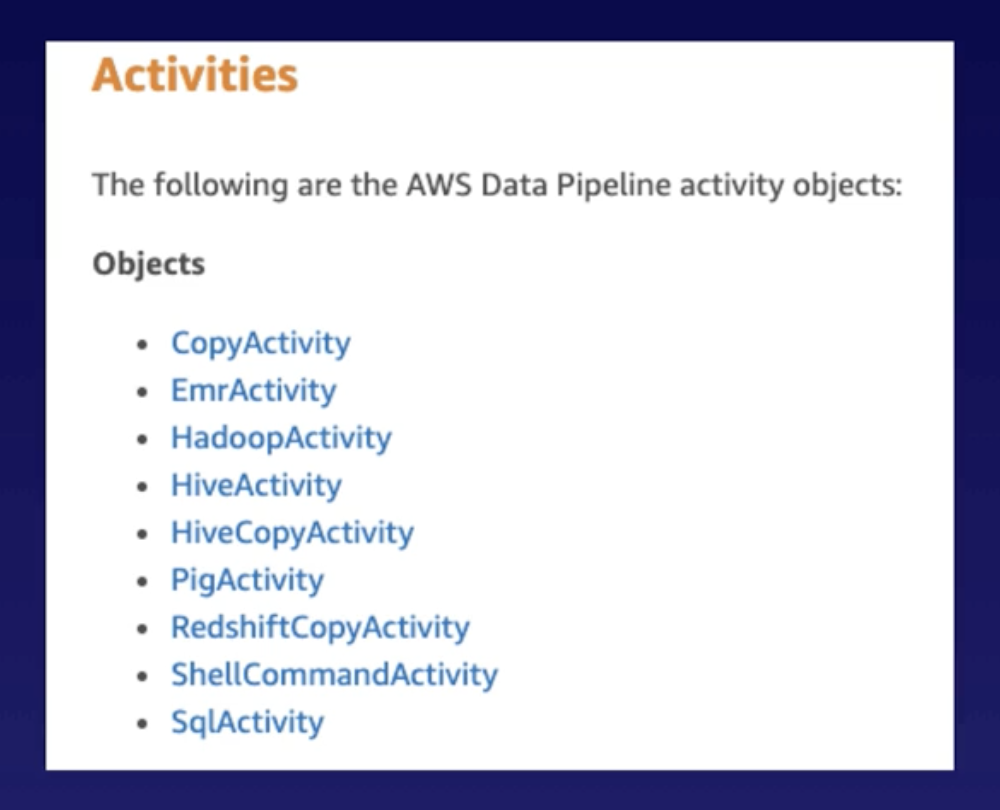 Activities
The following are the AWS Data Pipeline activity objects:
Objects
• CopyActivity
• EmrActivity
• HadoopActivity
• HiveActivity
• HiveCopyActivity
• PigActivity
• RedshiftCopyActivity
• ShellCommandActivity
• SqlActivity